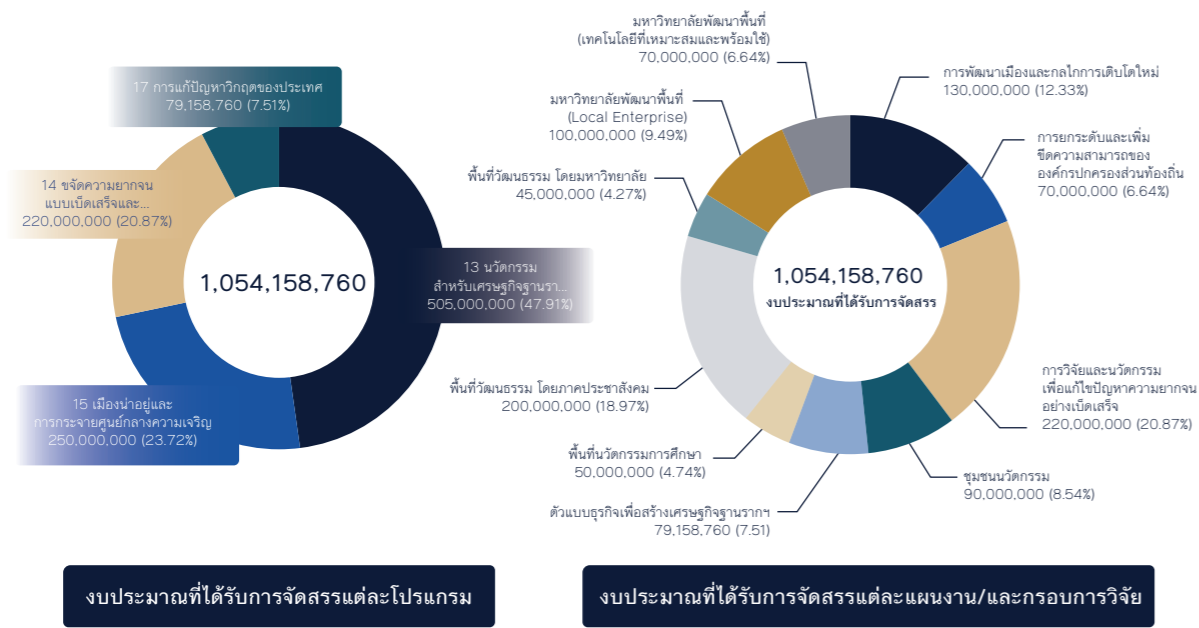 17 การแก้ปัญหาวิกฤตของประเทศ
79,158,760 (7.51%)
14 ขจัดความยากจน
แบบเบ็ดเสร็จและ...
220,000,000 (20.87%)
1,054,158,760
13 นวัตกรรม
สำหรับเศรษฐกิจฐานรา...
505,000,000 (47.91%)
15 เมืองน่าอยู่และ
การกระจายศูนย์กลางความเจริญ
250,000,000 (23.72%)
งบประมาณที่ได้รับการจัดสรรแต่ละโปรแกรม
มหาวิทยาลัยพัฒนาพื้นที่
(เทคโนโลยีที่เหมาะสมและพร้อมใช้)
70,000,000 (6.64%)
การพัฒนาเมืองและกลไกการเติบโตใหม่
130,000,000 (12.33%)
มหาวิทยาลัยพัฒนาพื้นที่
(Local Enterprise)
100,000,000 (9.49%)
การยกระดับและเพิ่ม
ขีดความสามารถของ
องค์กรปกครองส่วนท้องถิ่น
70,000,000 (6.64%)
พื้นที่วัฒนธรรม โดยมหาวิทยาลัย
45,000,000 (4.27%)
1,054,158,760
งบประมาณที่ได้รับการจัดสรร
พื้นที่วัฒนธรรม โดยภาคประชาสังคม
200,000,000 (18.97%)
การวิจัยและนวัตกรรม
เพื่อแก้ไขปัญหาความยากจน
อย่างเบ็ดเสร็จ
220,000,000 (20.87%)
พื้นที่นวัตกรรมการศึกษา
50,000,000 (4.74%)
ชุมชนนวัตกรรม
90,000,000 (8.54%)
ตัวแบบธุรกิจเพื่อสร้างเศรษฐกิจฐานรากฯ
79,158,760 (7.51)
งบประมาณที่ได้รับการจัดสรรแต่ละแผนงาน/และกรอบการวิจัย